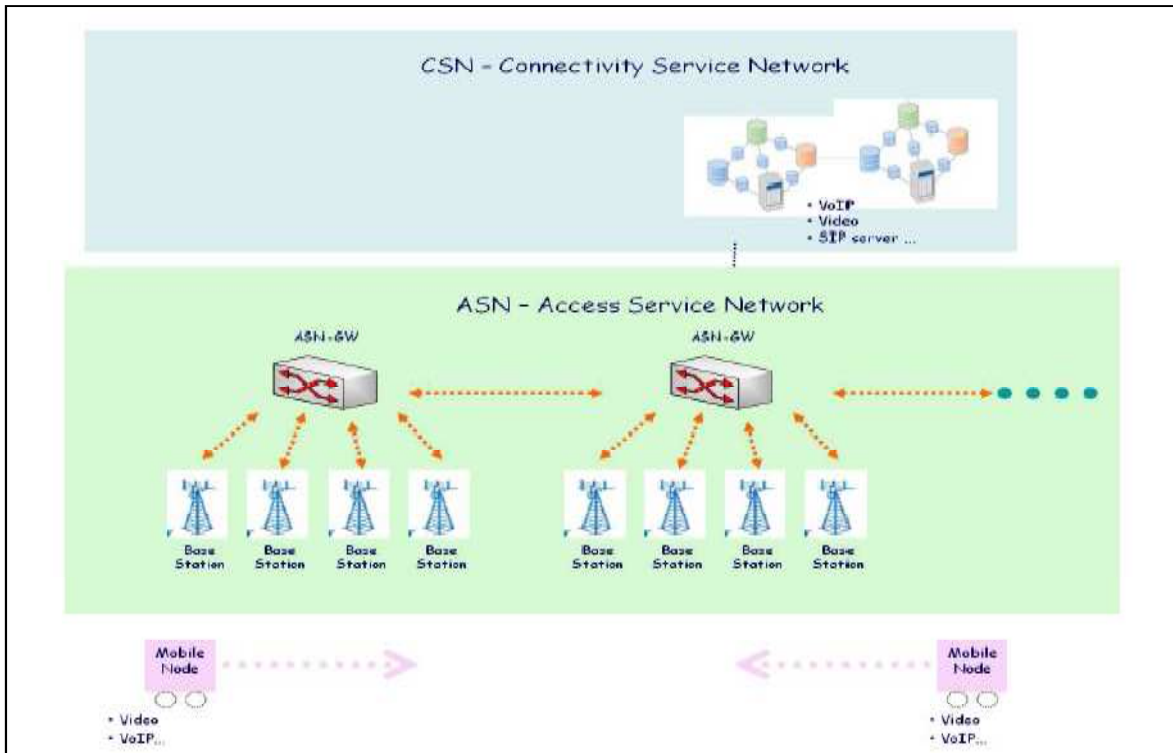 CSN - Connectivity Service Network
• VoIP
• Video
• SIP server ...
ASN - Access Service Network
ASN-GW
ASN-GW
Base Station
Base Station
Base Station
Base Station
Base Station
Base Station
Base Station
Base Station
Mobile Node
• Video
• VoIP...
Mobile Node
• Video
• VoIP...